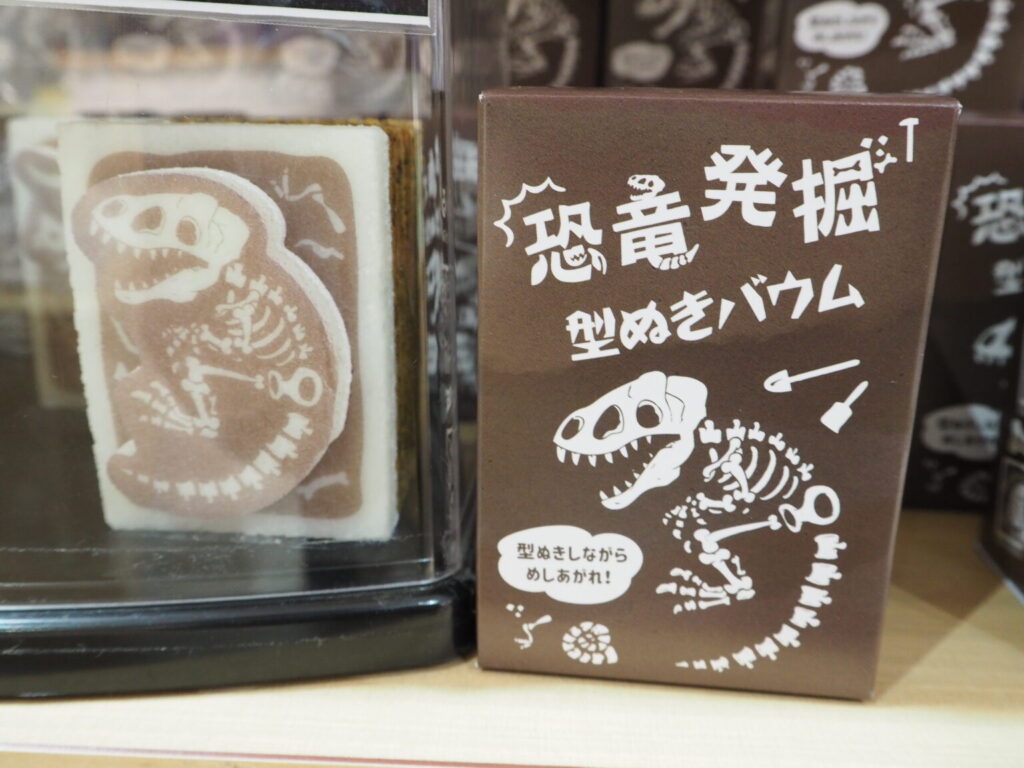 恐竜発掘
型ぬきバウム
型ぬきしながら
めしあがれ！
恐